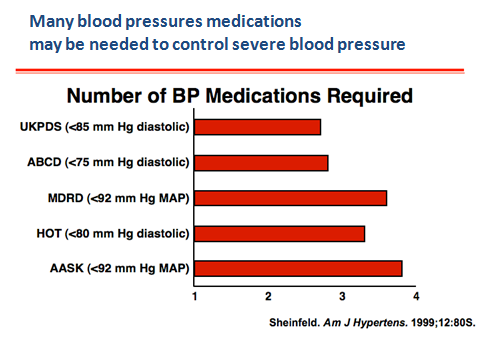 Many blood pressures medications
may be needed to control severe blood pressure
Number of BP Medications Required
UKPDS (<85 mm Hg diastolic)
ABCD (<75 mm Hg diastolic)
MDRD (<92 mm Hg MAP)
HOT (<80 mm Hg diastolic)
AASK (<92 mm Hg MAP)
1 2 3 4
Sheinfeld. Am J Hypertens. 1999;12:80S.